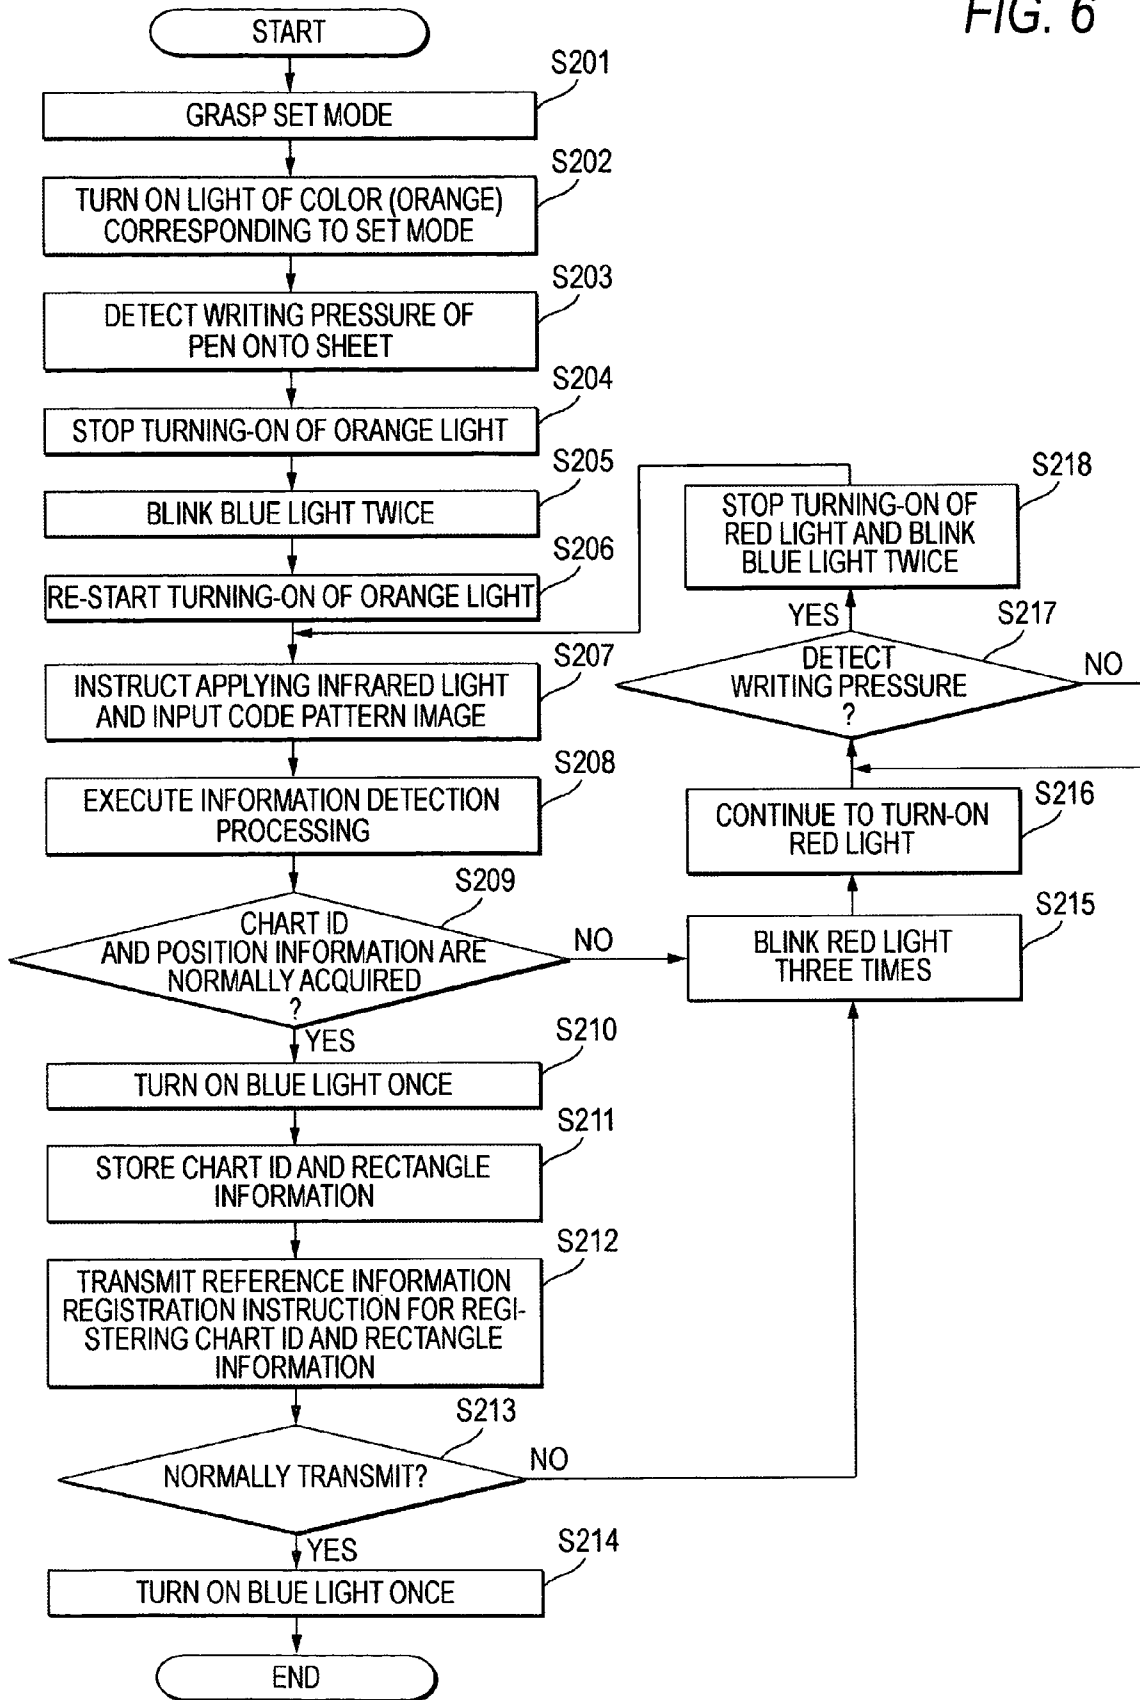 FIG. 6
START
S201
GRASP SET MODE
S202
TURN ON LIGHT OF COLOR (ORANGE)
CORRESPONDING TO SET MODE
S203
DETECT WRITING PRESSURE OF
PEN ONTO SHEET
S204
STOP TURNING-ON OF ORANGE LIGHT
S205
BLINK BLUE LIGHT TWICE
S206
RE-START TURNING-ON OF ORANGE LIGHT
S207
INSTRUCT APPLYING INFRARED LIGHT
AND INPUT CODE PATTERN IMAGE
S208
EXECUTE INFORMATION DETECTION
PROCESSING
S209
CHART ID
AND POSITION INFORMATION ARE
NORMALLY ACQUIRED
?
NO
YES
S210
TURN ON BLUE LIGHT ONCE
S211
STORE CHART ID AND RECTANGLE
INFORMATION
S212
TRANSMIT REFERENCE INFORMATION
REGISTRATION INSTRUCTION FOR REGI-
STERING CHART ID AND RECTANGLE
INFORMATION
S213
NORMALLY TRANSMIT?
NO
YES
S214
TURN ON BLUE LIGHT ONCE
END
S218
STOP TURNING-ON OF
RED LIGHT AND BLINK
BLUE LIGHT TWICE
YES
S217
DETECT
WRITING PRESSURE
?
NO
S216
CONTINUE TO TURN-ON
RED LIGHT
S215
BLINK RED LIGHT
THREE TIMES